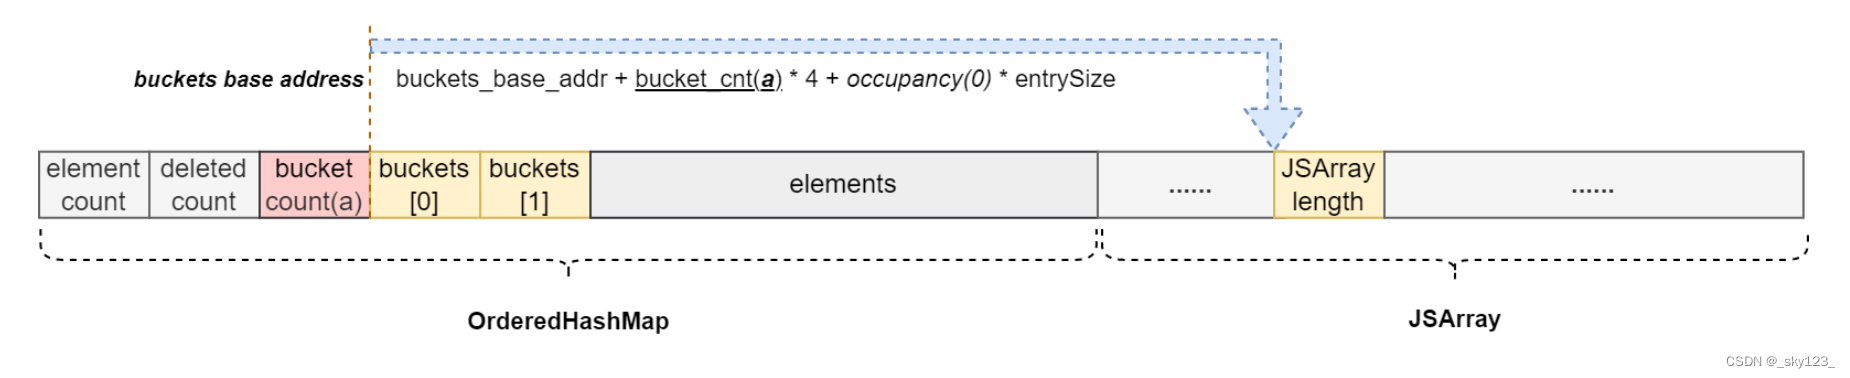 buckets base address
buckets_base_addr + bucket_cnt(a) * 4 + occupancy(0) * entrySize
element
count
deleted
count
bucket
count(a)
buckets
[0]
buckets
[1]
elements
......
JSArray
length
......
OrderedHashMap
JSArray
CSDN @_sky123_